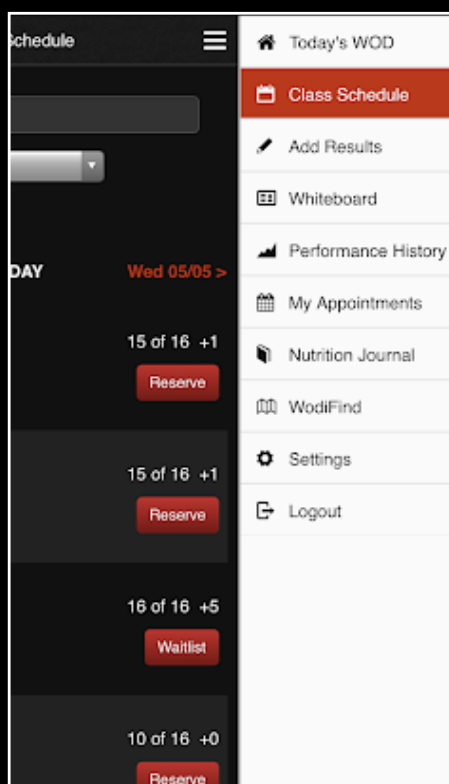 Schedule
DAY
Wed 05/05 >
15 of 16 +1
Reserve
15 of 16 +1
Reserve
16 of 16 +5
Waitlist
10 of 16 +0
Reserve
Today's WOD
Class Schedule
Add Results
Whiteboard
Performance History
My Appointments
Nutrition Journal
WodiFind
Settings
Logout